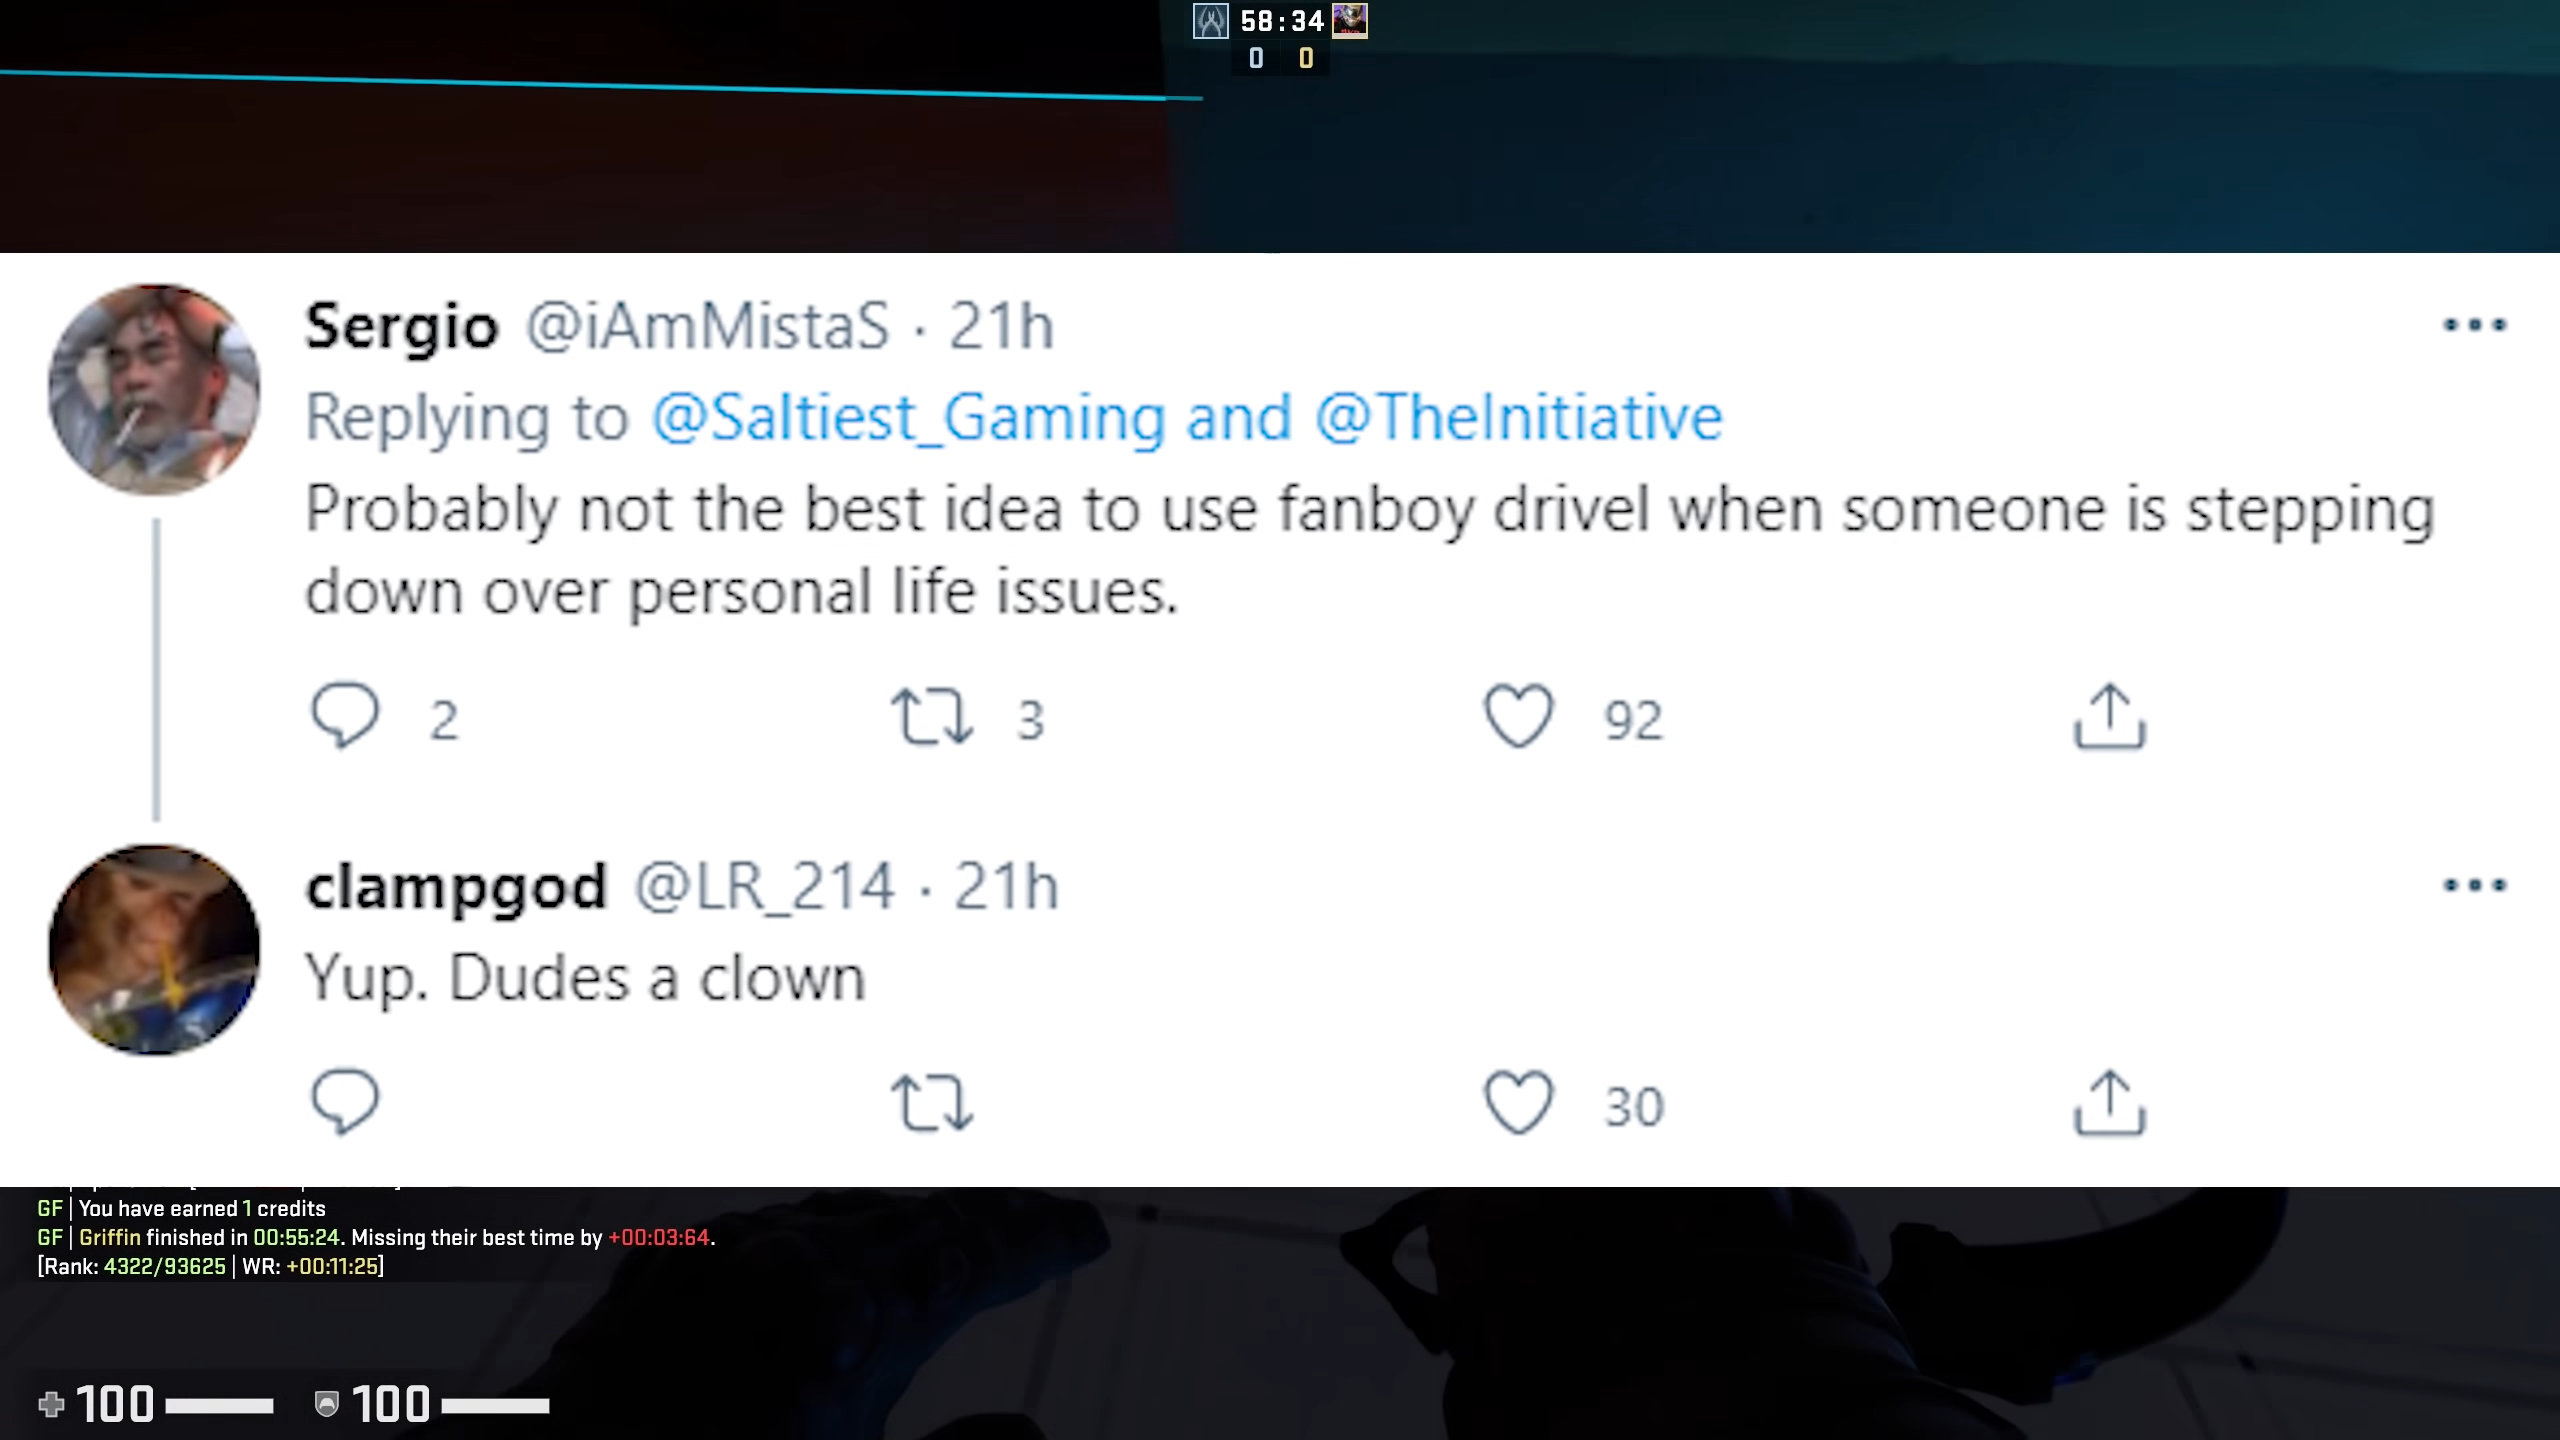 58:34
0 0
Sergio @iAmMistaS · 21h
Replying to @Saltiest_Gaming and @TheInitiative
Probably not the best idea to use fanboy drivel when someone is stepping
down over personal life issues.
2 3 92
clampgod @LR_214 · 21h
Yup. Dudes a clown
30
GF | You have earned 1 credits
GF | Griffin finished in 00:55:24. Missing their best time by +00:03:64.
[Rank: 4322/93625 | WR: +00:11:25]
100 100